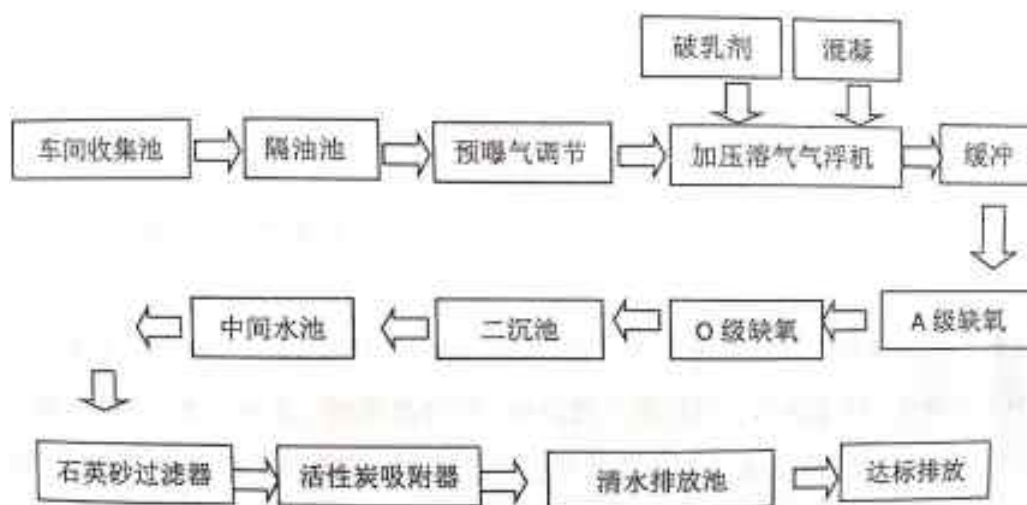 破乳剂
混凝
车间收集池
隔油池
预曝气调节
加压溶气气浮机
缓冲
中间水池
二沉池
O 级缺氧
A 级缺氧
石英砂过滤器
活性炭吸附器
清水排放池
达标排放